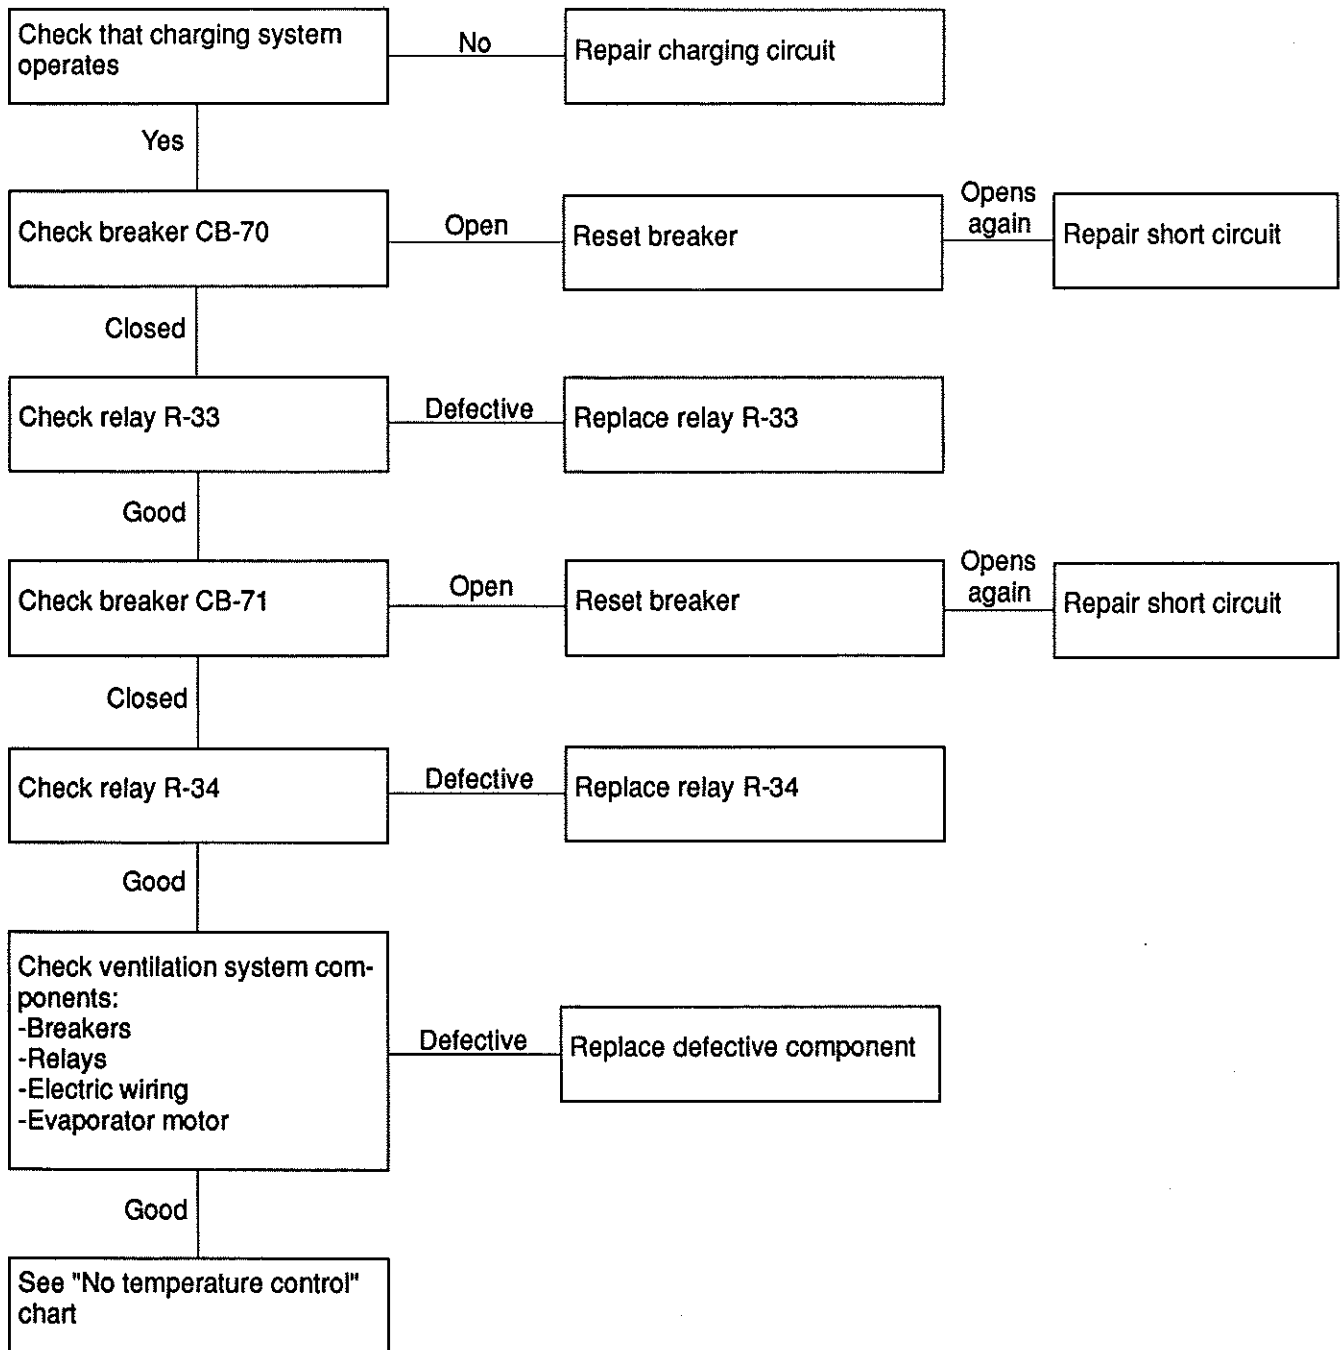 Check that charging system
operates
No
Repair charging circuit
Yes
Check breaker CB-70
Open
Reset breaker
Opens
again
Repair short circuit
Closed
Check relay R-33
Defective
Replace relay R-33
Good
Check breaker CB-71
Open
Reset breaker
Opens
again
Repair short circuit
Closed
Check relay R-34
Defective
Replace relay R-34
Good
Check ventilation system com-
ponents:
-Breakers
-Relays
-Electric wiring
-Evaporator motor
Defective
Replace defective component
Good
See "No temperature control"
chart